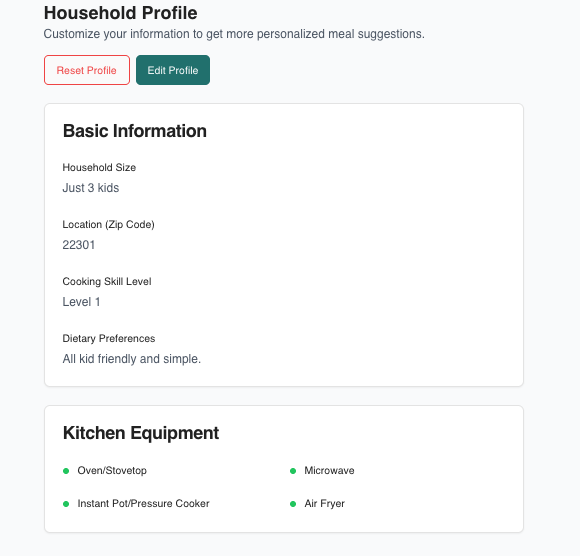 Household Profile
Customize your information to get more personalized meal suggestions.
Reset Profile
Edit Profile
Basic Information
Household Size
Just 3 kids
Location (Zip Code)
22301
Cooking Skill Level
Level 1
Dietary Preferences
All kid friendly and simple.
Kitchen Equipment
Oven/Stovetop
Microwave
Instant Pot/Pressure Cooker
Air Fryer